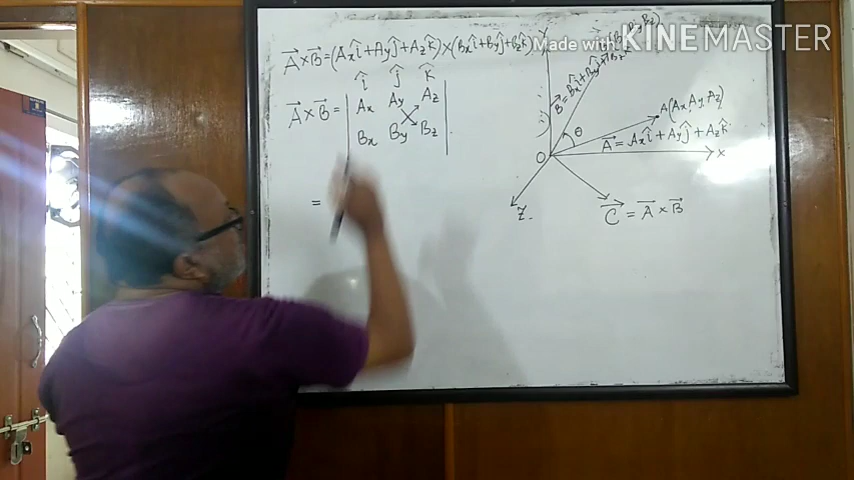 A⃗ × B⃗ = (Axî + Ayĵ + Azk̂) × (Bxî + Byĵ + Bzk̂)
î ĵ k̂
A⃗ × B⃗ = | Ax Ay Az |
Bx By Bz
=
Made with KINEMASTER
Y
B⃗ = Bxî + Byĵ + Bzk̂
A (Ax Ay Az)
θ
A⃗ = Axî + Ayĵ + Azk̂
O
X
Z
C⃗ = A⃗ × B⃗